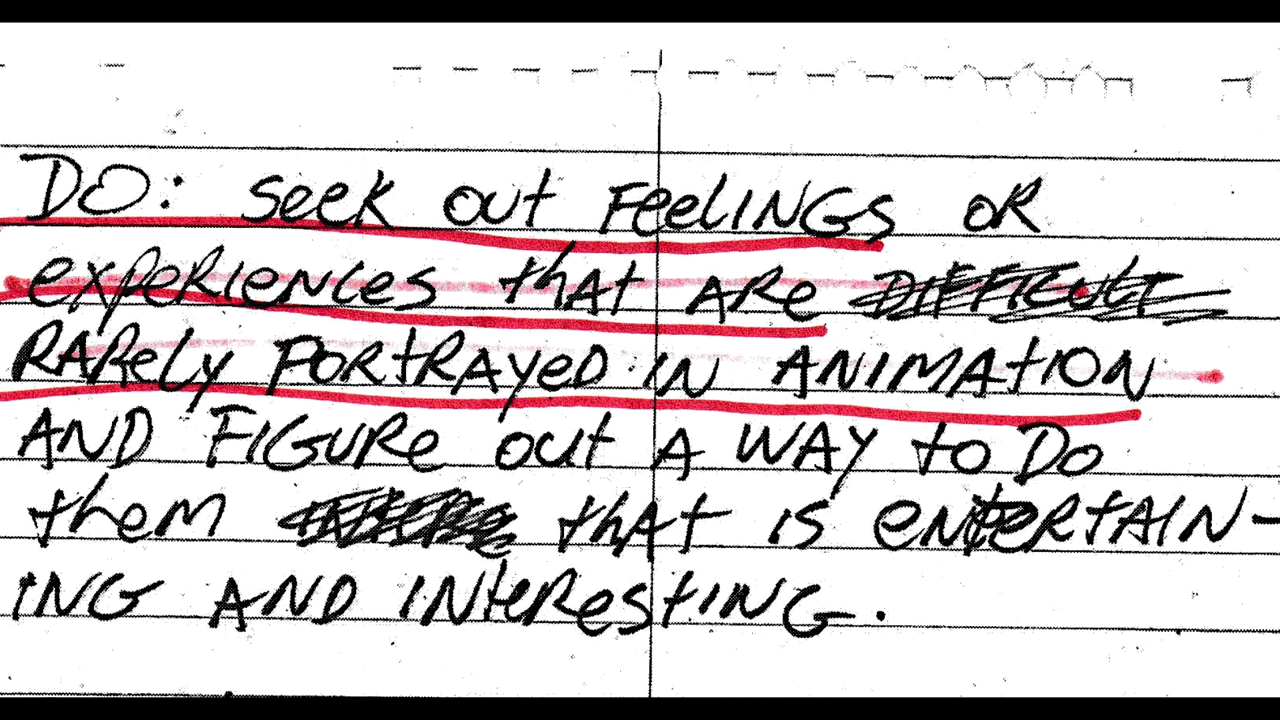 DO: Seek out FeelINGS OR
experiences that are
Rarely portrayed in animation
and figure out a way to do
them that is entertain-
ing and interesting.